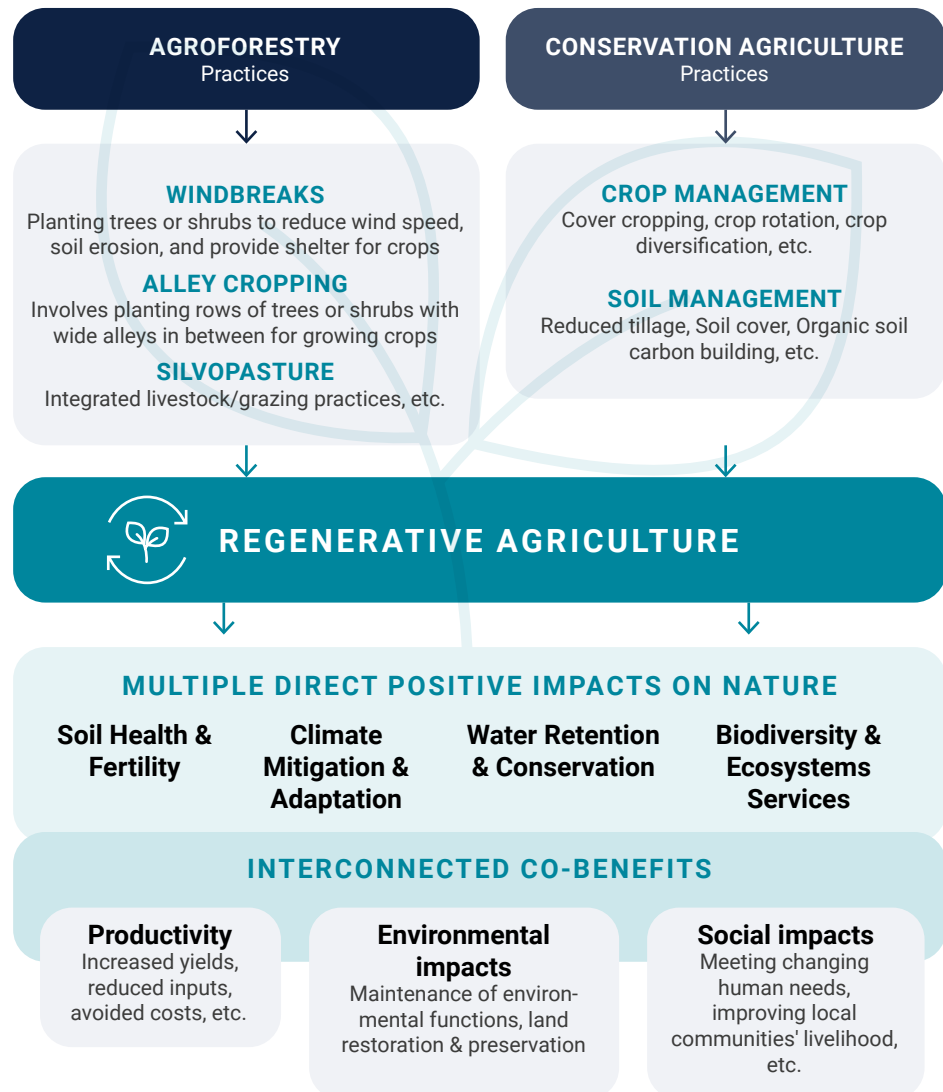 AGROFORESTRY
Practices
CONSERVATION AGRICULTURE
Practices
WINDBREAKS
Planting trees or shrubs to reduce wind speed,
soil erosion, and provide shelter for crops
ALLEY CROPPING
Involves planting rows of trees or shrubs with
wide alleys in between for growing crops
SILVOPASTURE
Integrated livestock/grazing practices, etc.
CROP MANAGEMENT
Cover cropping, crop rotation, crop
diversification, etc.
SOIL MANAGEMENT
Reduced tillage, Soil cover, Organic soil
carbon building, etc.
REGENERATIVE AGRICULTURE
MULTIPLE DIRECT POSITIVE IMPACTS ON NATURE
Soil Health &
Fertility
Climate
Mitigation &
Adaptation
Water Retention
& Conservation
Biodiversity &
Ecosystems
Services
INTERCONNECTED CO-BENEFITS
Productivity
Increased yields,
reduced inputs,
avoided costs, etc.
Environmental
impacts
Maintenance of environ-
mental functions, land
restoration & preservation
Social impacts
Meeting changing
human needs,
improving local
communities' livelihood,
etc.